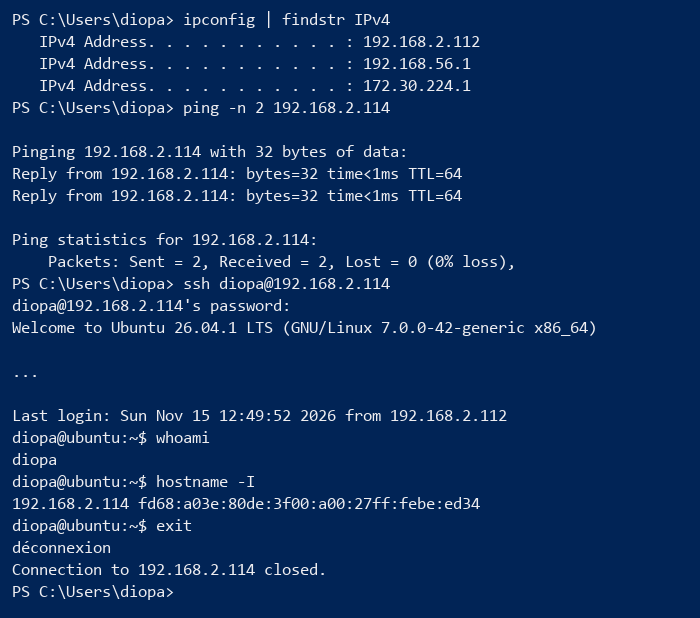 PS C:\Users\diopa> ipconfig | findstr IPv4
   IPv4 Address. . . . . . . . . . . : 192.168.2.112
   IPv4 Address. . . . . . . . . . . : 192.168.56.1
   IPv4 Address. . . . . . . . . . . : 172.30.224.1
PS C:\Users\diopa> ping -n 2 192.168.2.114

Pinging 192.168.2.114 with 32 bytes of data:
Reply from 192.168.2.114: bytes=32 time<1ms TTL=64
Reply from 192.168.2.114: bytes=32 time<1ms TTL=64

Ping statistics for 192.168.2.114:
    Packets: Sent = 2, Received = 2, Lost = 0 (0% loss),
PS C:\Users\diopa> ssh diopa@192.168.2.114
diopa@192.168.2.114's password:
Welcome to Ubuntu 26.04.1 LTS (GNU/Linux 7.0.0-42-generic x86_64)

...

Last login: Sun Nov 15 12:49:52 2026 from 192.168.2.112
diopa@ubuntu:~$ whoami
diopa
diopa@ubuntu:~$ hostname -I
192.168.2.114 fd68:a03e:80de:3f00:a00:27ff:febe:ed34
diopa@ubuntu:~$ exit
déconnexion
Connection to 192.168.2.114 closed.
PS C:\Users\diopa>